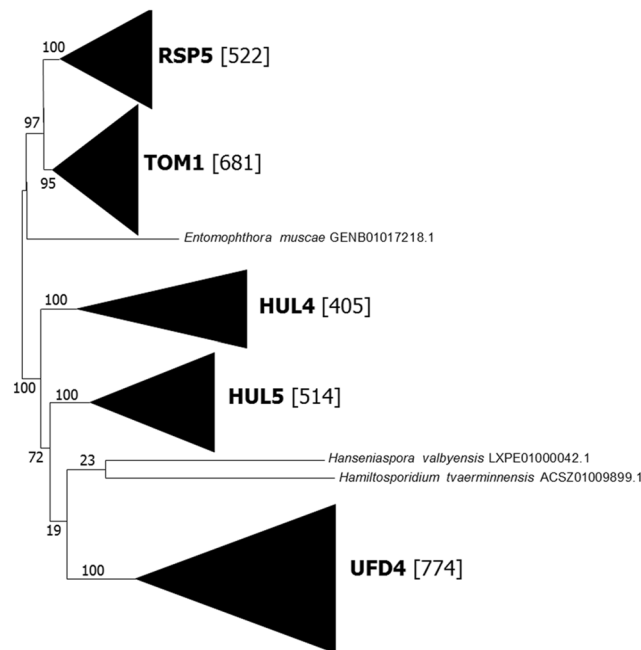 100
RSP5 [522]
97
TOM1 [681]
95
Entomophthora muscae GENB01017218.1
100
HUL4 [405]
100
100
HUL5 [514]
72
23
Hanseniaspora valbyensis LXPE01000042.1
Hamiltosporidium tvaerminnensis ACSZ01009899.1
19
100
UFD4 [774]